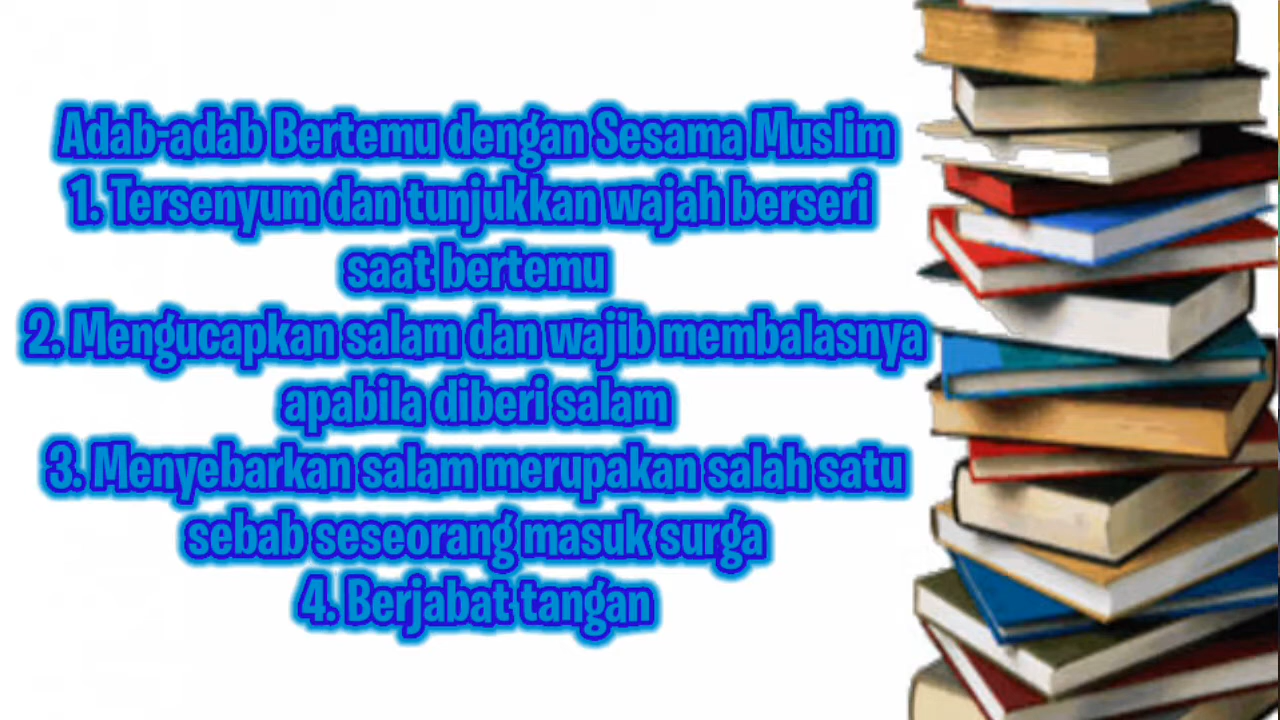 Adab-adab Bertemu dengan Sesama Muslim
1. Tersenyum dan tunjukkan wajah berseri
saat bertemu
2. Mengucapkan salam dan wajib membalasnya
apabila diberi salam
3. Menyebarkan salam merupakan salah satu
sebab seseorang masuk surga
4. Berjabat tangan